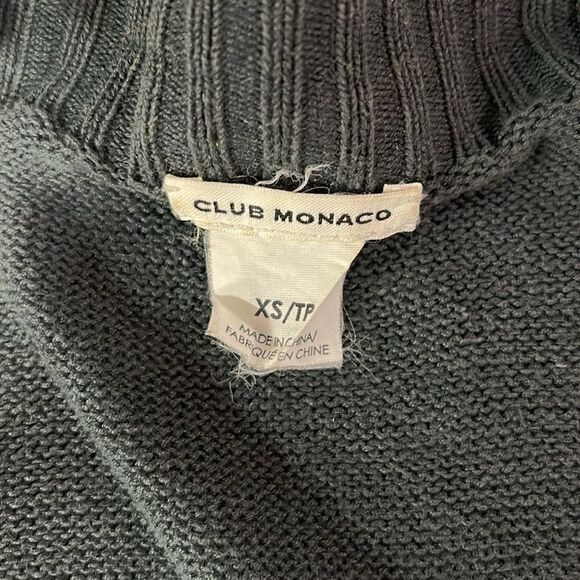 CLUB MONACO
XS/TP
MADE IN CHINA/
FABRIQUÉ EN CHINE